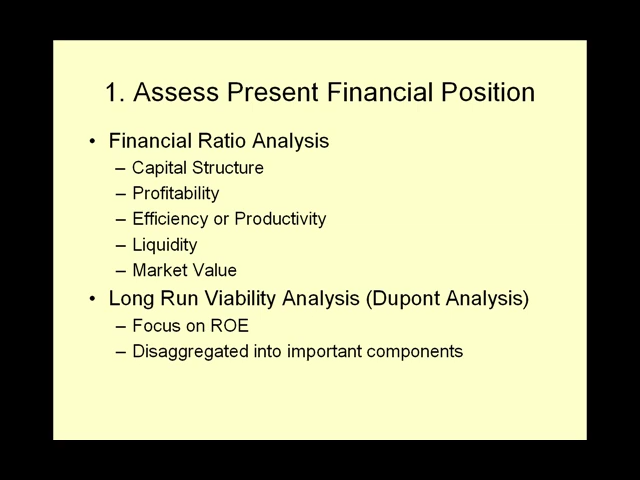 1. Assess Present Financial Position
• Financial Ratio Analysis
– Capital Structure
– Profitability
– Efficiency or Productivity
– Liquidity
– Market Value
• Long Run Viability Analysis (Dupont Analysis)
– Focus on ROE
– Disaggregated into important components